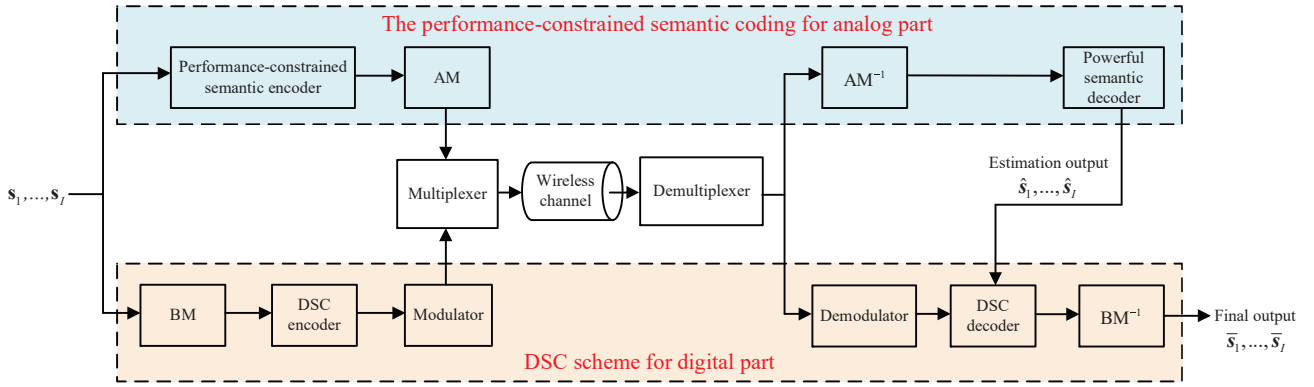 The performance-constrained semantic coding for analog part
Performance-constrained
semantic encoder
AM
AM⁻¹
Powerful
semantic
decoder
s₁,...,s_I
Multiplexer
Wireless
channel
Demultiplexer
Estimation output
ŝ₁,...,ŝ_I
BM
DSC
encoder
Modulator
Demodulator
DSC
decoder
BM⁻¹
Final output
s̅₁,...,s̅_I
DSC scheme for digital part